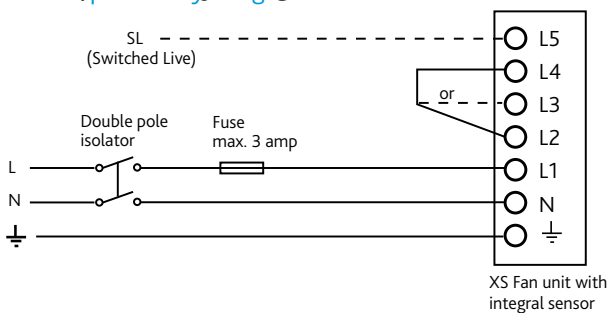 SL
(Switched Live)
L5
L4
or
L3
L2
Double pole
isolator
Fuse
max. 3 amp
L
L1
N
N
XS Fan unit with
integral sensor